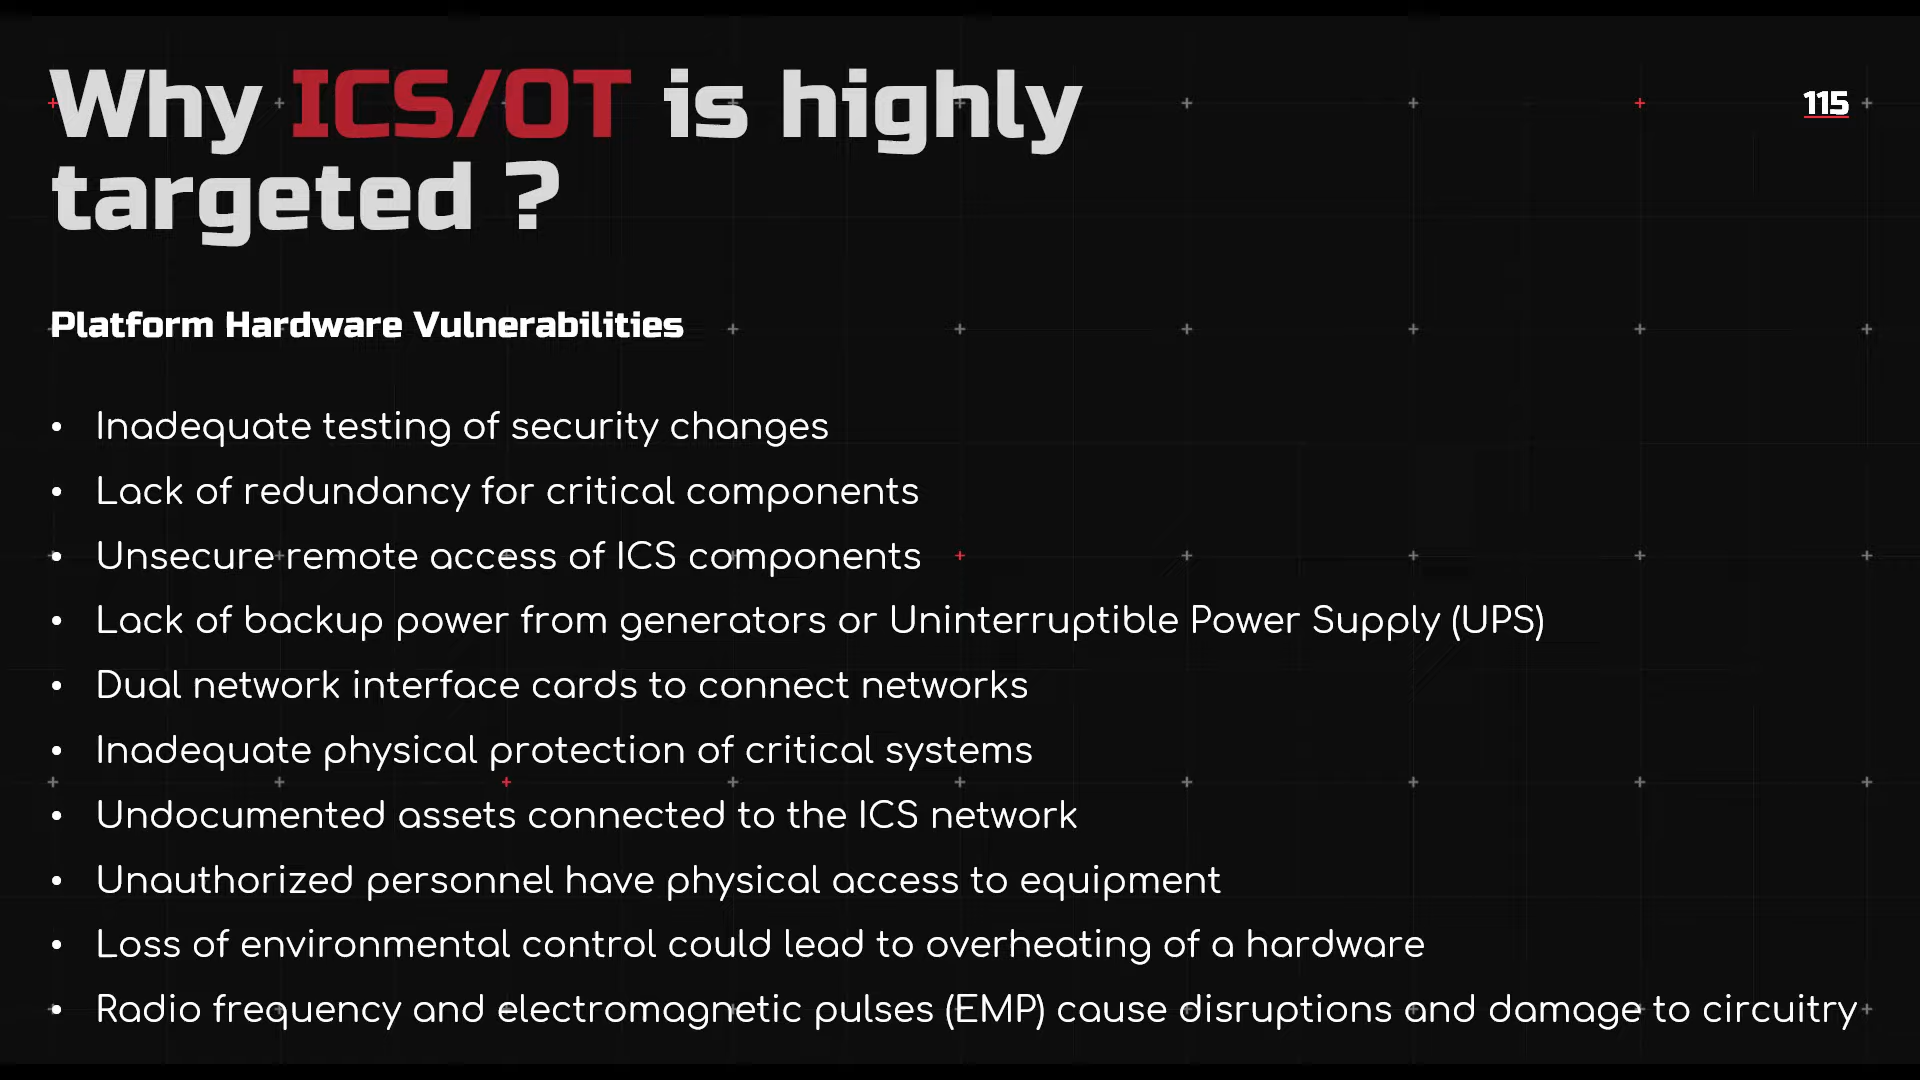 Why ICS/OT is highly
targeted ?
115
Platform Hardware Vulnerabilities
• Inadequate testing of security changes
• Lack of redundancy for critical components
• Unsecure remote access of ICS components
• Lack of backup power from generators or Uninterruptible Power Supply (UPS)
• Dual network interface cards to connect networks
• Inadequate physical protection of critical systems
• Undocumented assets connected to the ICS network
• Unauthorized personnel have physical access to equipment
• Loss of environmental control could lead to overheating of a hardware
• Radio frequency and electromagnetic pulses (EMP) cause disruptions and damage to circuitry